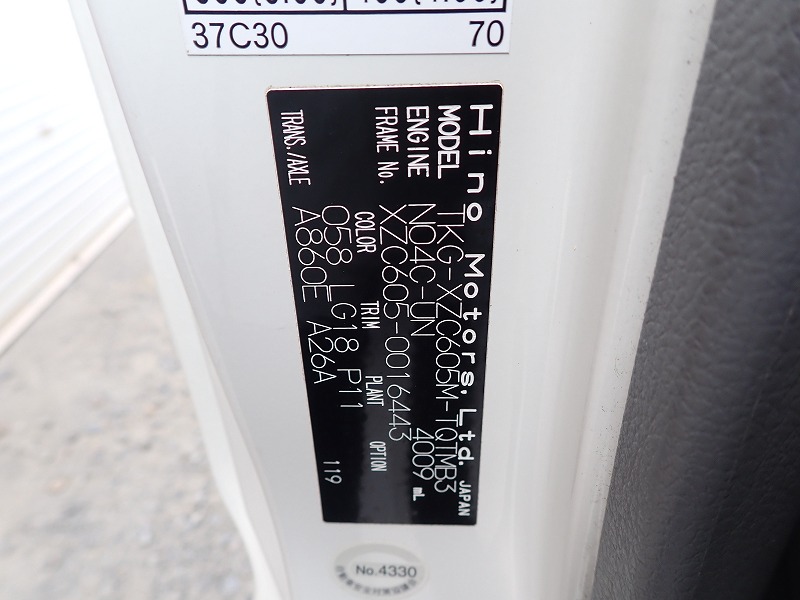 37C30 70
Hino Motors, Ltd. JAPAN
MODEL TKG-XZC605M-TQTMB3
ENGINE N04C-UN 4009 mL
FRAME No. XZC605-0016443
COLOR TRIM PLANT OPTION
058 LG18 P11
TRANS./AXLE A860E A26A 119
No.4330